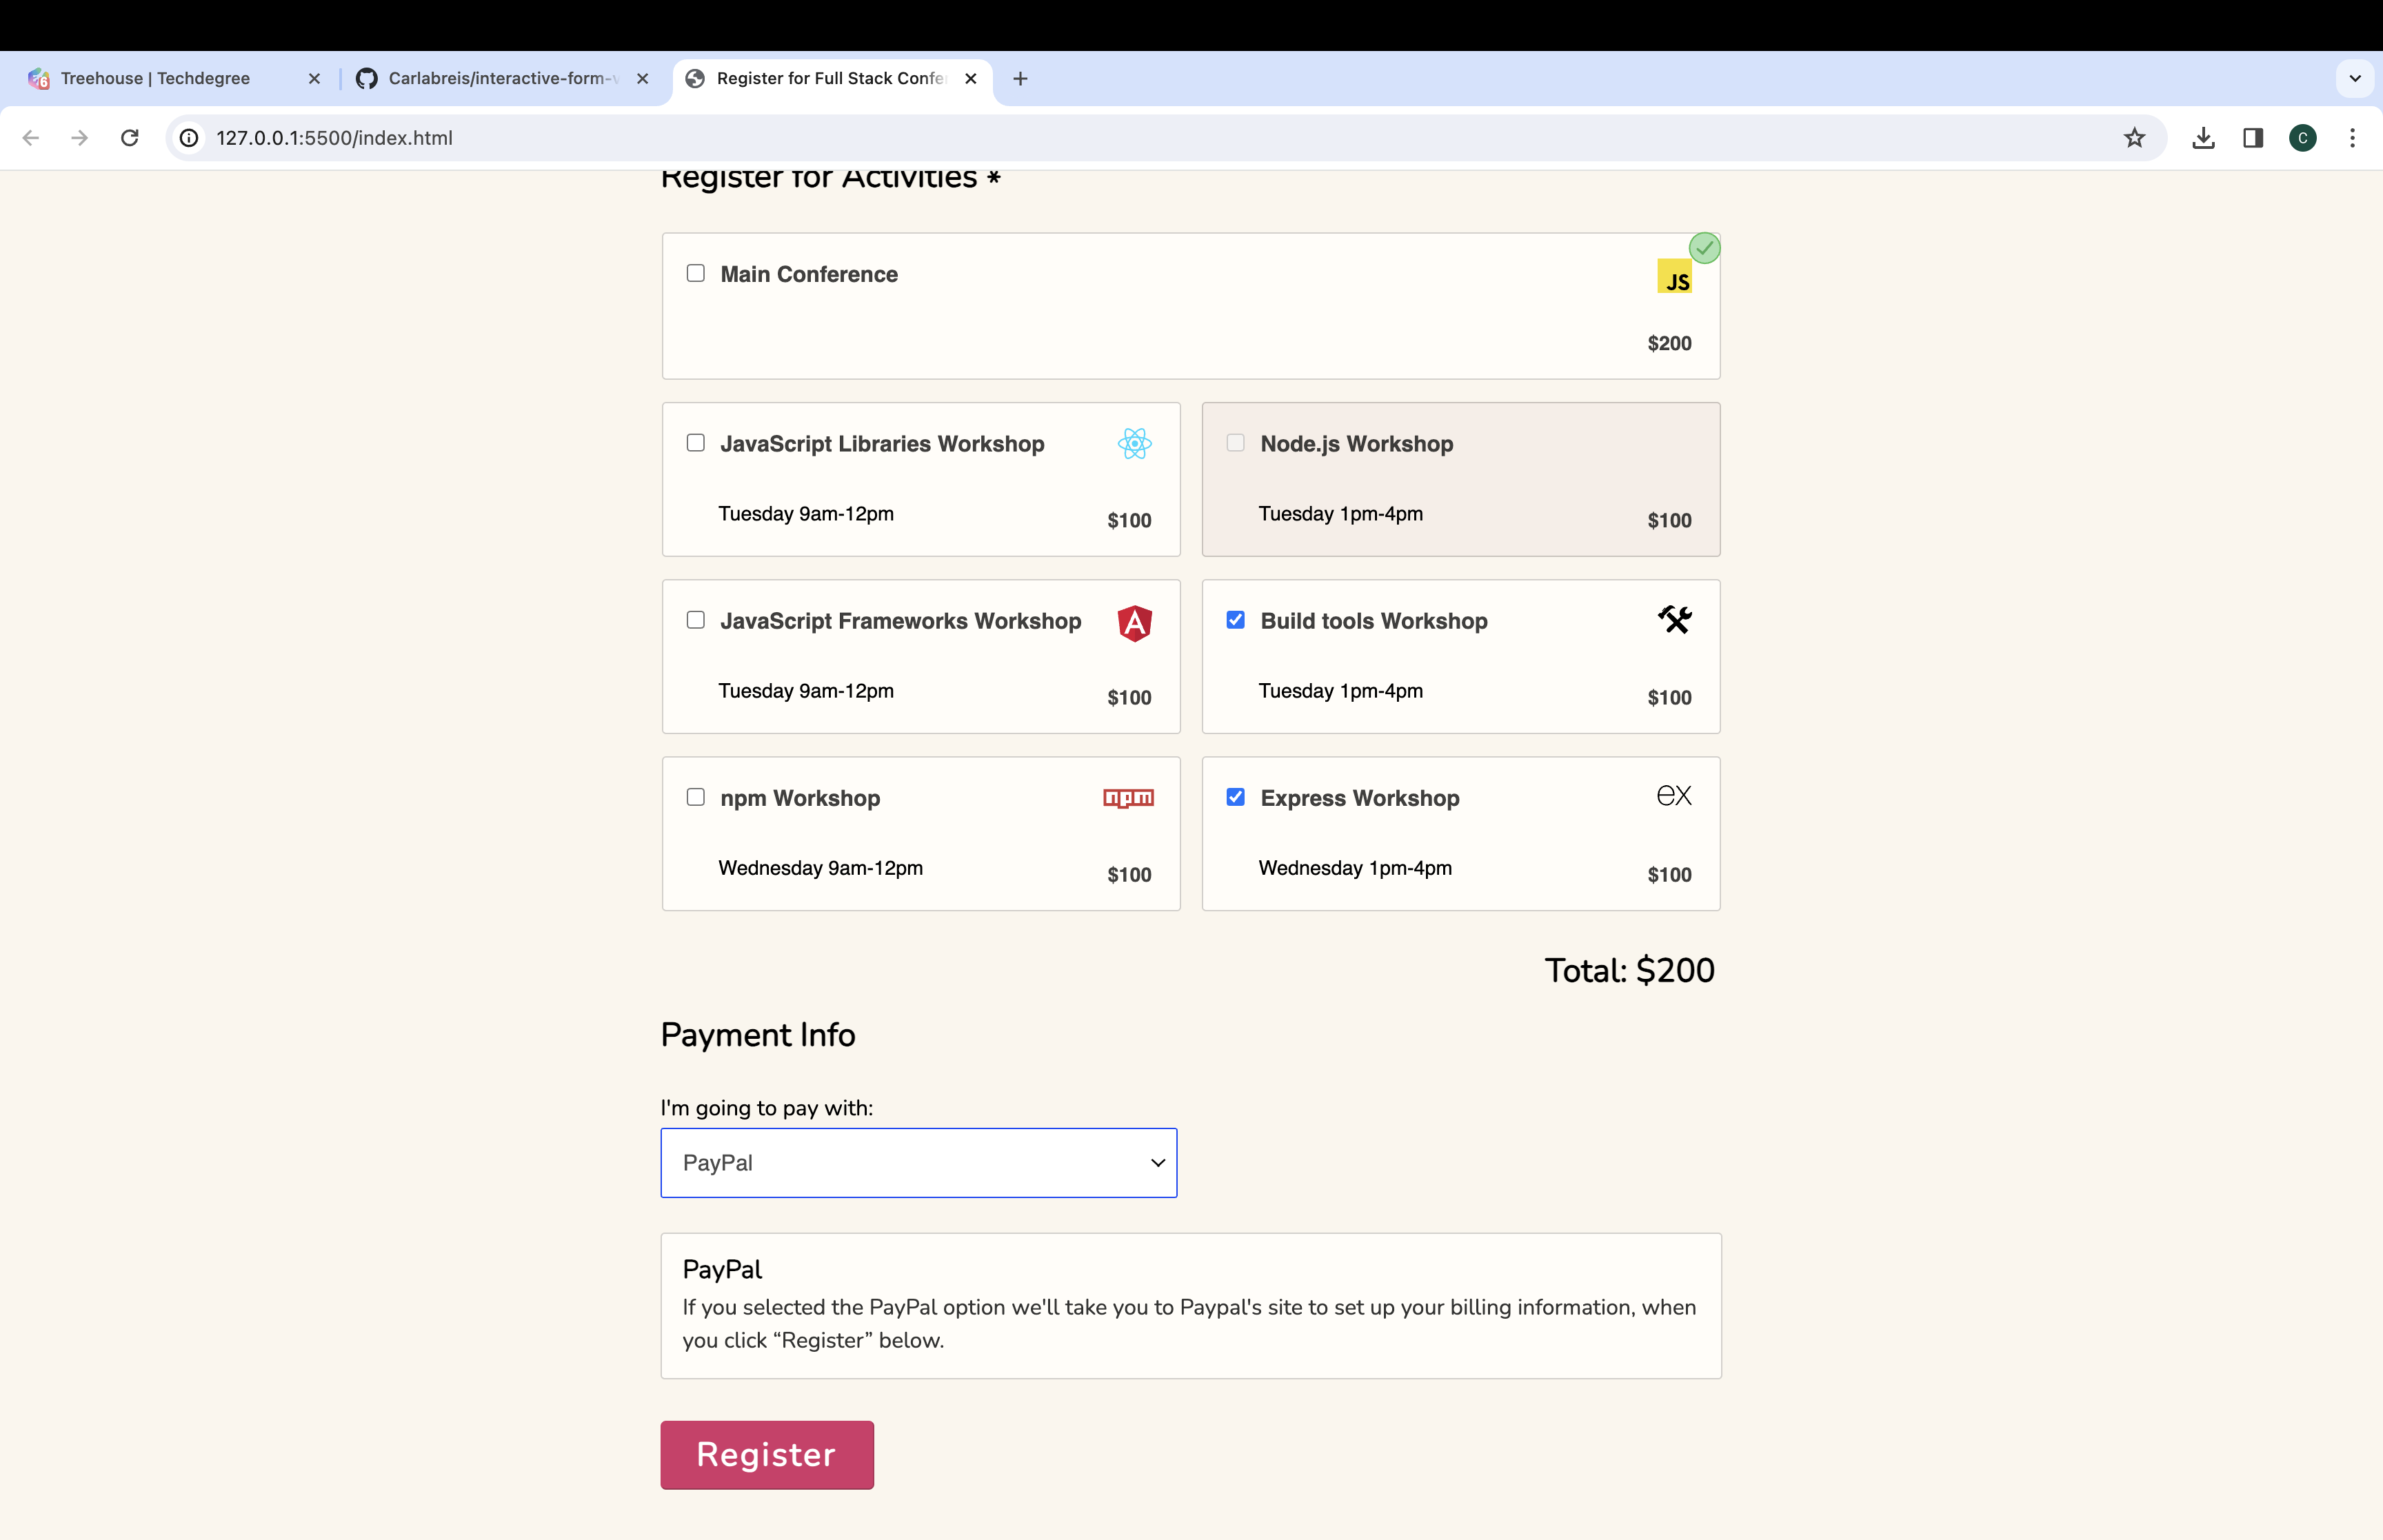 Treehouse | Techdegree
Carlabreis/interactive-form-v
Register for Full Stack Confe
127.0.0.1:5500/index.html
C
Register for Activities *
Main Conference
JS
$200
JavaScript Libraries Workshop
Tuesday 9am-12pm
$100
Node.js Workshop
Tuesday 1pm-4pm
$100
JavaScript Frameworks Workshop
A
Tuesday 9am-12pm
$100
Build tools Workshop
Tuesday 1pm-4pm
$100
npm Workshop
npm
Wednesday 9am-12pm
$100
Express Workshop
ex
Wednesday 1pm-4pm
$100
Total: $200
Payment Info
I'm going to pay with:
PayPal
PayPal
If you selected the PayPal option we'll take you to Paypal's site to set up your billing information, when
you click “Register” below.
Register